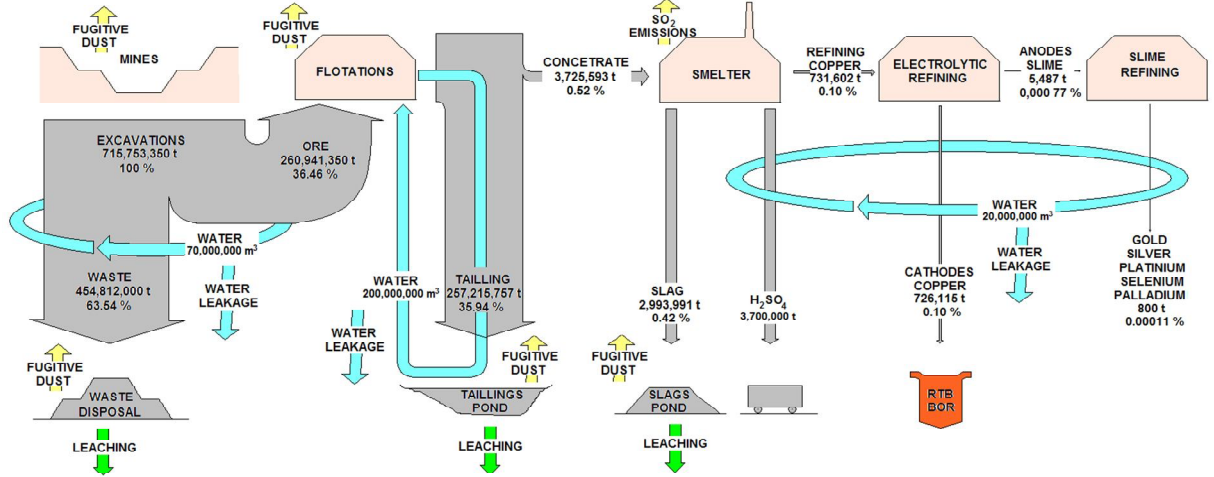 FUGITIVE
DUST
MINES
EXCAVATIONS
715,753,350 t
100 %
ORE
260,941,350 t
36.46 %
WATER
70,000,000 m³
WASTE
454,812,000 t
63.54 %
WATER
LEAKAGE
FUGITIVE
DUST
WASTE
DISPOSAL
LEACHING
FUGITIVE
DUST
FLOTATIONS
WATER
200,000,000 m³
WATER
LEAKAGE
TAILING
257,215,757 t
35.94 %
FUGITIVE
DUST
TAILLINGS
POND
LEACHING
CONCETRATE
3,725,593 t
0.52 %
SO₂
EMISSIONS
SMELTER
SLAG
2,993,991 t
0.42 %
H₂SO₄
3,700,000 t
FUGITIVE
DUST
SLAGS
POND
LEACHING
REFINING
COPPER
731,602 t
0.10 %
ELECTROLYTIC
REFINING
ANODES
SLIME
5,487 t
0,000 77 %
SLIME
REFINING
WATER
20,000,000 m³
WATER
LEAKAGE
CATHODES
COPPER
726,115 t
0.10 %
RTB
BOR
GOLD
SILVER
PLATINIUM
SELENIUM
PALLADIUM
800 t
0.00011 %